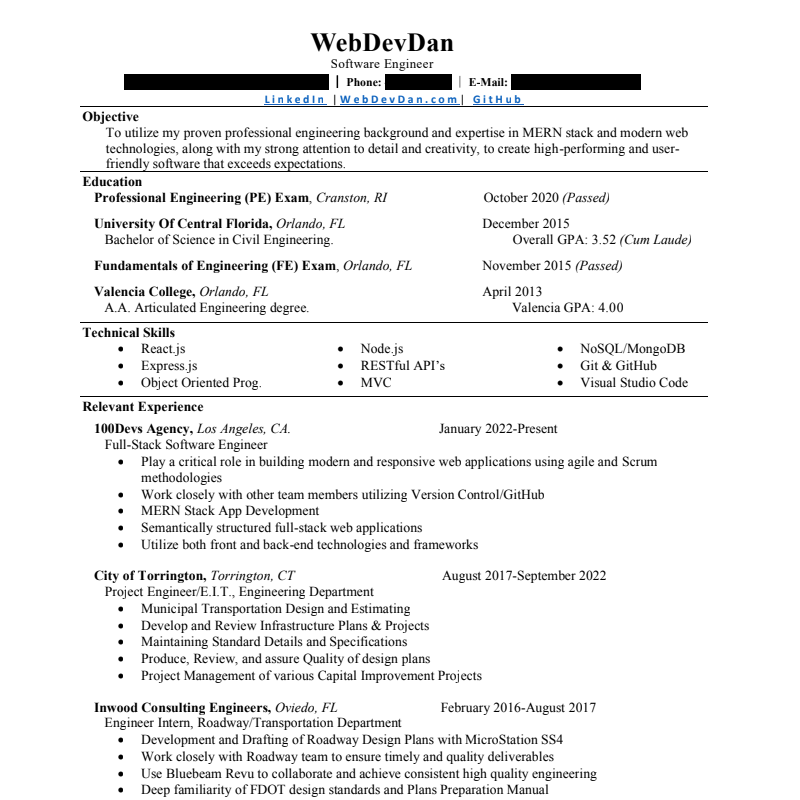 WebDevDan
Software Engineer
| Phone: | E-Mail:
LinkedIn | WebDevDan.com | GitHub
Objective
To utilize my proven professional engineering background and expertise in MERN stack and modern web
technologies, along with my strong attention to detail and creativity, to create high-performing and user-
friendly software that exceeds expectations.
Education
Professional Engineering (PE) Exam, Cranston, RI October 2020 (Passed)
University Of Central Florida, Orlando, FL December 2015
Bachelor of Science in Civil Engineering. Overall GPA: 3.52 (Cum Laude)
Fundamentals of Engineering (FE) Exam, Orlando, FL November 2015 (Passed)
Valencia College, Orlando, FL April 2013
A.A. Articulated Engineering degree. Valencia GPA: 4.00
Technical Skills
• React.js • Node.js • NoSQL/MongoDB
• Express.js • RESTful API’s • Git & GitHub
• Object Oriented Prog. • MVC • Visual Studio Code
Relevant Experience
100Devs Agency, Los Angeles, CA. January 2022-Present
Full-Stack Software Engineer
• Play a critical role in building modern and responsive web applications using agile and Scrum
methodologies
• Work closely with other team members utilizing Version Control/GitHub
• MERN Stack App Development
• Semantically structured full-stack web applications
• Utilize both front and back-end technologies and frameworks
City of Torrington, Torrington, CT August 2017-September 2022
Project Engineer/E.I.T., Engineering Department
• Municipal Transportation Design and Estimating
• Develop and Review Infrastructure Plans & Projects
• Maintaining Standard Details and Specifications
• Produce, Review, and assure Quality of design plans
• Project Management of various Capital Improvement Projects
Inwood Consulting Engineers, Oviedo, FL February 2016-August 2017
Engineer Intern, Roadway/Transportation Department
• Development and Drafting of Roadway Design Plans with MicroStation SS4
• Work closely with Roadway team to ensure timely and quality deliverables
• Use Bluebeam Revu to collaborate and achieve consistent high quality engineering
• Deep familiarity of FDOT design standards and Plans Preparation Manual